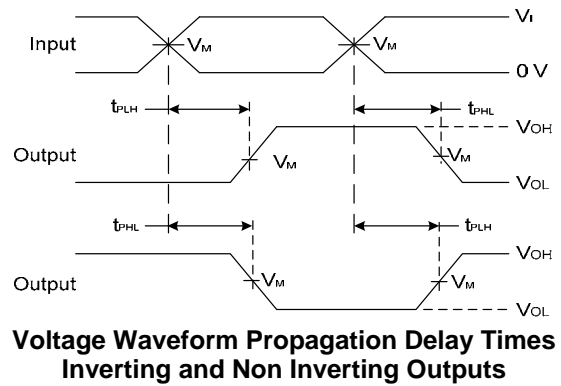 VI
Input VM VM
0 V
tPLH tPHL
VOH
Output VM VM
VOL
tPHL tPLH
VOH
Output VM VM
VOL
Voltage Waveform Propagation Delay Times
Inverting and Non Inverting Outputs